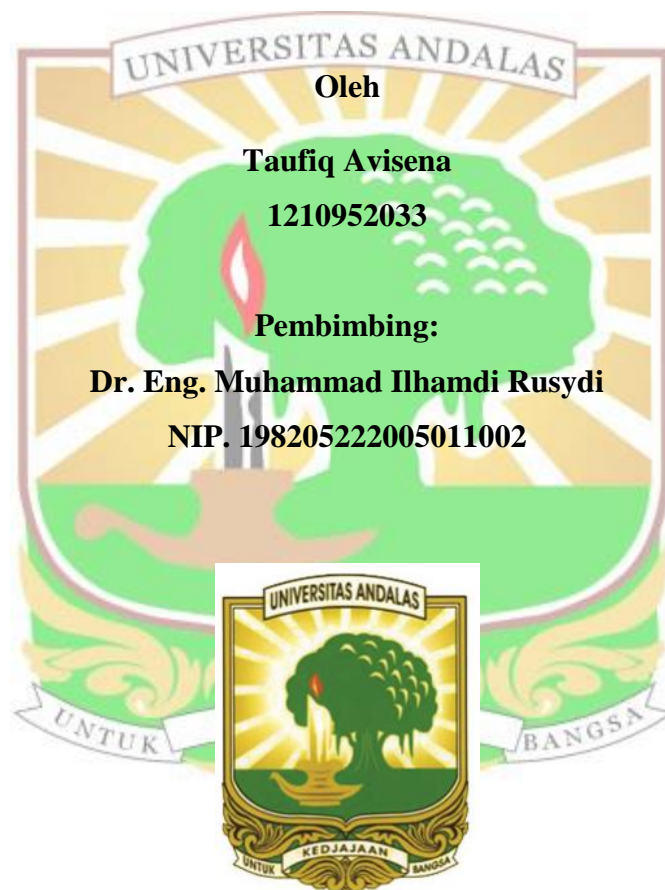 UNIVERSITAS ANDALAS
Oleh
Taufiq Avisena
1210952033
Pembimbing:
Dr. Eng. Muhammad Ilhamdi Rusydi
NIP. 198205222005011002
UNIVERSITAS ANDALAS
UNTUK BANGSA
UNTUK KEDJAJAAN BANGSA